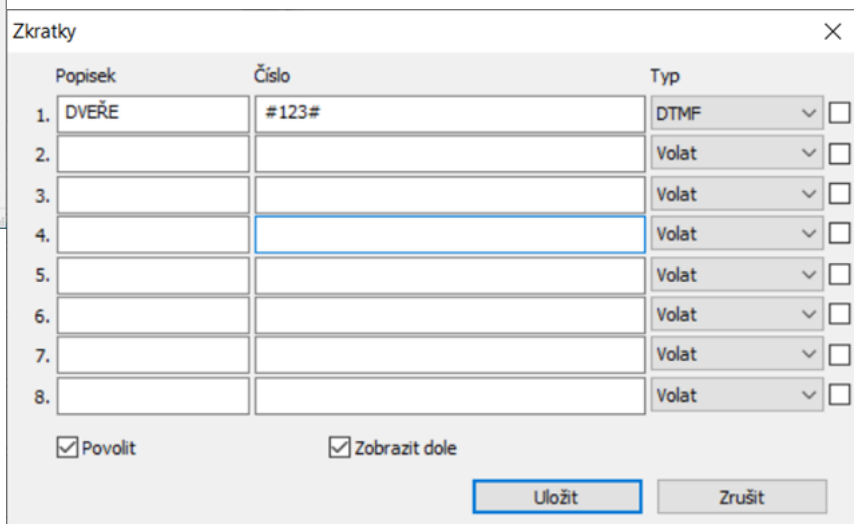 Zkratky
Popisek Číslo Typ
1. DVEŘE #123# DTMF
2. Volat
3. Volat
4. Volat
5. Volat
6. Volat
7. Volat
8. Volat
Povolit Zobrazit dole
Uložit Zrušit